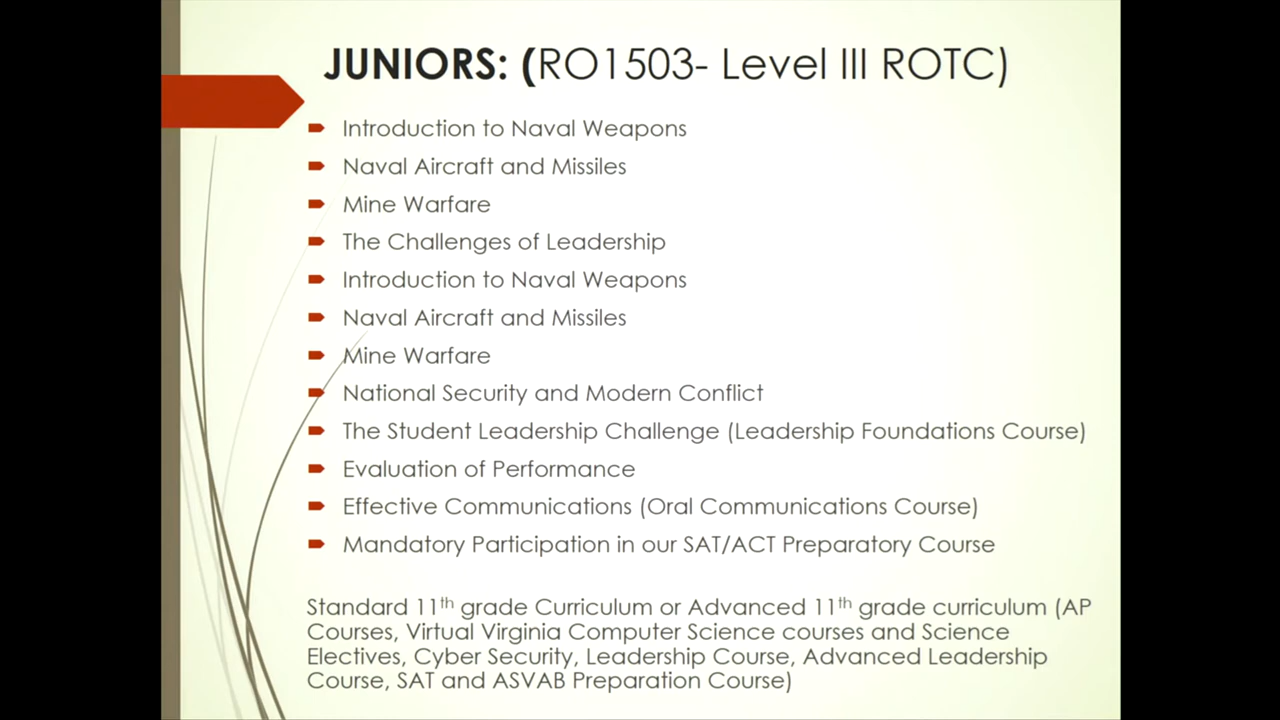 JUNIORS: (RO1503- Level III ROTC)
Introduction to Naval Weapons
Naval Aircraft and Missiles
Mine Warfare
The Challenges of Leadership
Introduction to Naval Weapons
Naval Aircraft and Missiles
Mine Warfare
National Security and Modern Conflict
The Student Leadership Challenge (Leadership Foundations Course)
Evaluation of Performance
Effective Communications (Oral Communications Course)
Mandatory Participation in our SAT/ACT Preparatory Course
Standard 11th grade Curriculum or Advanced 11th grade curriculum (AP
Courses, Virtual Virginia Computer Science courses and Science
Electives, Cyber Security, Leadership Course, Advanced Leadership
Course, SAT and ASVAB Preparation Course)